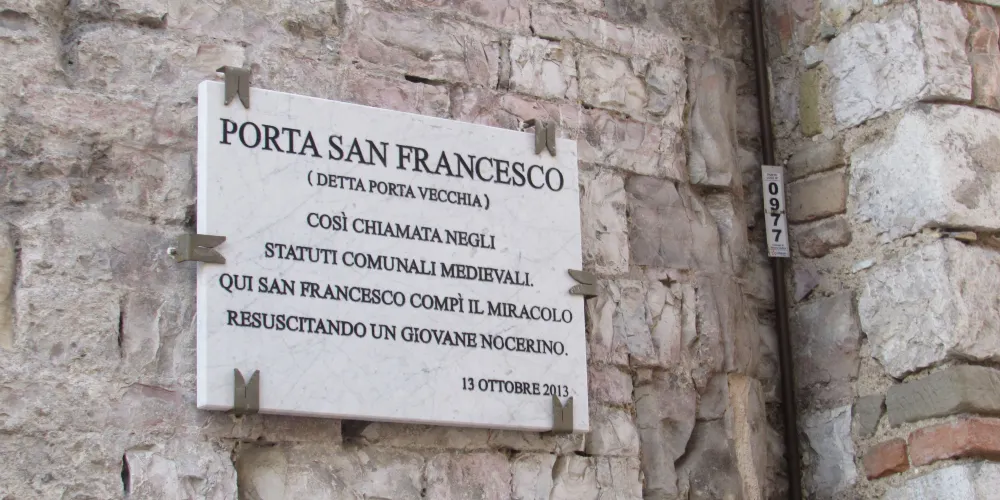 PORTA SAN FRANCESCO
( DETTA PORTA VECCHIA )
COSÌ CHIAMATA NEGLI
STATUTI COMUNALI MEDIEVALI.
QUI SAN FRANCESCO COMPÌ IL MIRACOLO
RESUSCITANDO UN GIOVANE NOCERINO.
13 OTTOBRE 2013
0977